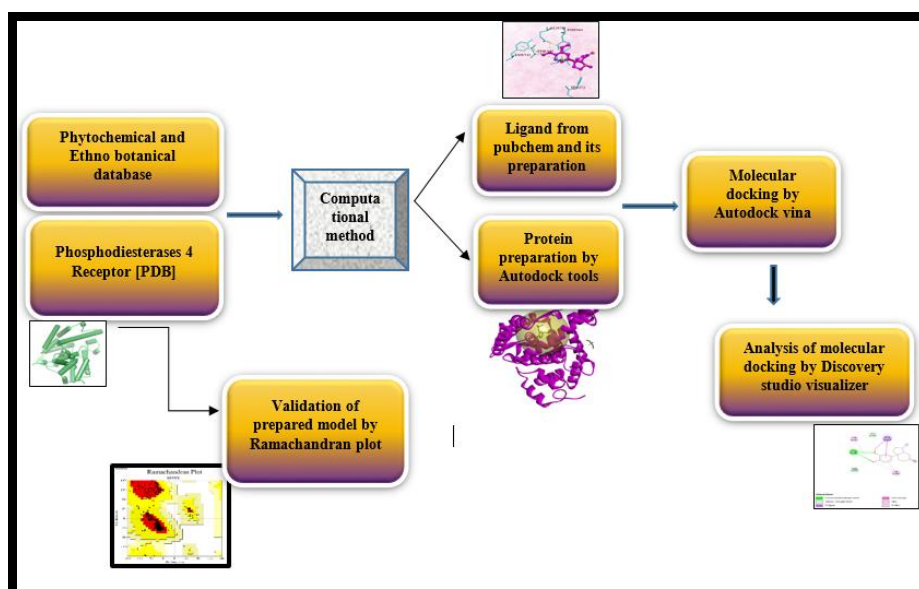 Phytochemical and
Ethno botanical
database
Phosphodiesterases 4
Receptor [PDB]
Computa
tional
method
Ligand from
pubchem and its
preparation
Protein
preparation by
Autodock tools
Molecular
docking by
Autodock vina
Analysis of molecular
docking by Discovery
studio visualizer
Validation of
prepared model by
Ramachandran plot
Ramachandran Plot